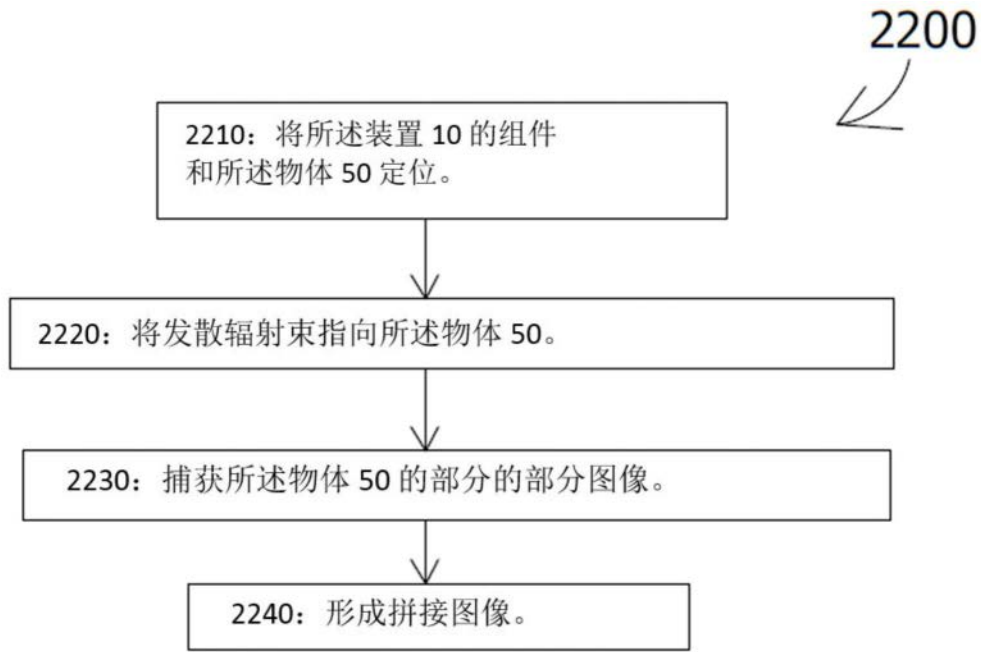 2200
2210：将所述装置 10 的组件
和所述物体 50 定位。
2220：将发散辐射束指向所述物体 50。
2230：捕获所述物体 50 的部分的部分图像。
2240：形成拼接图像。